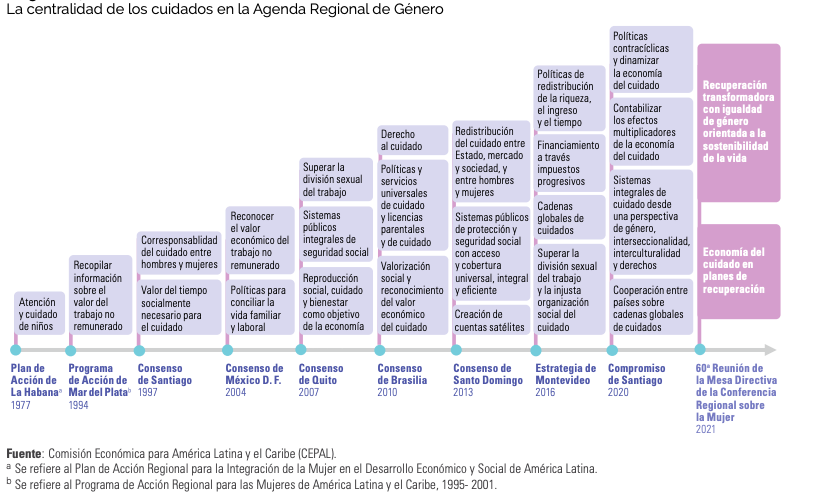 La centralidad de los cuidados en la Agenda Regional de Género
Atención
y cuidado
de niños
Recopilar
información
sobre el
valor del
trabajo no
remunerado
Corresponsablidad
del cuidado entre
hombres y mujeres
Valor del tiempo
socialmente
necesario para
el cuidado
Reconocer
el valor
económico del
trabajo no
remunerado
Políticas para
conciliar la
vida familiar
y laboral
Superar la
división sexual
del trabajo
Sistemas
públicos
integrales de
seguridad social
Reproducción
social, cuidado
y bienestar
como objetivo
de la economía
Derecho
al cuidado
Políticas y
servicios
universales
de cuidado
y licencias
parentales
y de cuidado
Valorización
social y
reconocimiento
del valor
económico
del cuidado
Redistribución
del cuidado entre
Estado, mercado
y sociedad, y
entre hombres
y mujeres
Sistemas públicos
de protección y
seguridad social
con acceso
y cobertura
universal, integral
y eficiente
Creación de
cuentas satélites
Políticas de
redistribución
de la riqueza,
el ingreso
y el tiempo
Financiamiento
a través
impuestos
progresivos
Cadenas
globales de
cuidados
Superar la
división sexual
del trabajo
y la injusta
organización
social del
cuidado
Políticas
contracíclicas
y dinamizar
la economía
del cuidado
Contabilizar
los efectos
multiplicadores
de la economía
del cuidado
Sistemas
integrales de
cuidado desde
una perspectiva
de género,
interseccionalidad,
interculturalidad
y derechos
Cooperación entre
países sobre
cadenas globales
de cuidados
Recuperación
transformadora
con igualdad
de género
orientada a la
sostenibilidad
de la vida
Economía del
cuidado en
planes de
recuperación
Plan de
Acción de
La Habanaᵃ
1977
Programa
de Acción de
Mar del Plataᵇ
1994
Consenso
de Santiago
1997
Consenso de
México D. F.
2004
Consenso
de Quito
2007
Consenso
de Brasilia
2010
Consenso de
Santo Domingo
2013
Estrategia de
Montevideo
2016
Compromiso
de Santiago
2020
60ª Reunión de
la Mesa Directiva
de la Conferencia
Regional sobre
la Mujer
2021
Fuente: Comisión Económica para América Latina y el Caribe (CEPAL).
ᵃ Se refiere al Plan de Acción Regional para la Integración de la Mujer en el Desarrollo Económico y Social de América Latina.
ᵇ Se refiere al Programa de Acción Regional para las Mujeres de América Latina y el Caribe, 1995- 2001.